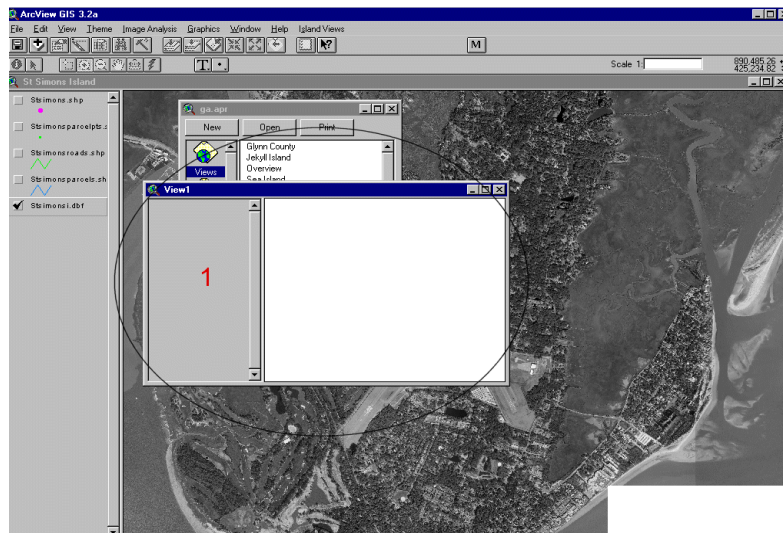 ArcView GIS 3.2a
File Edit View Theme Image Analysis Graphics Window Help Island Views
M
T
Scale 1:
890,485.26
425,234.82
St Simons Island
Stsimons.shp
Stsimonsparcelpts.s
Stsimonsroads.shp
Stsimonsparcels.sh
Stsimonsi.dbf
ga.apr
New Open Print
Views
Glynn County
Jekyll Island
Overview
Sea Island
View1
1